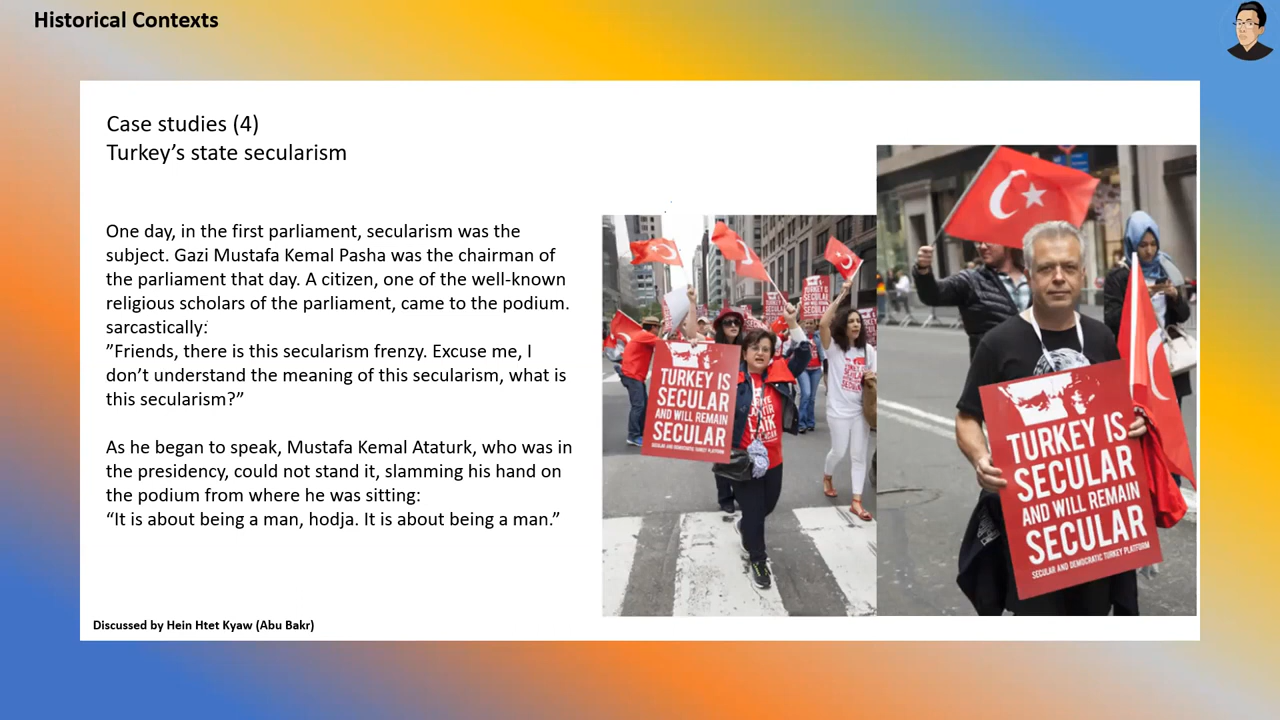 Historical Contexts
Case studies (4)
Turkey’s state secularism
One day, in the first parliament, secularism was the
subject. Gazi Mustafa Kemal Pasha was the chairman of
the parliament that day. A citizen, one of the well-known
religious scholars of the parliament, came to the podium.
sarcastically:
”Friends, there is this secularism frenzy. Excuse me, I
don’t understand the meaning of this secularism, what is
this secularism?”
As he began to speak, Mustafa Kemal Ataturk, who was in
the presidency, could not stand it, slamming his hand on
the podium from where he was sitting:
“It is about being a man, hodja. It is about being a man.”
TURKEY IS
SECULAR
AND WILL REMAIN
SECULAR
SECULAR AND DEMOCRATIC TURKEY PLATFORM
TURKEY IS
SECULAR
AND WILL REMAIN
SECULAR
SECULAR AND DEMOCRATIC TURKEY PLATFORM
Discussed by Hein Htet Kyaw (Abu Bakr)